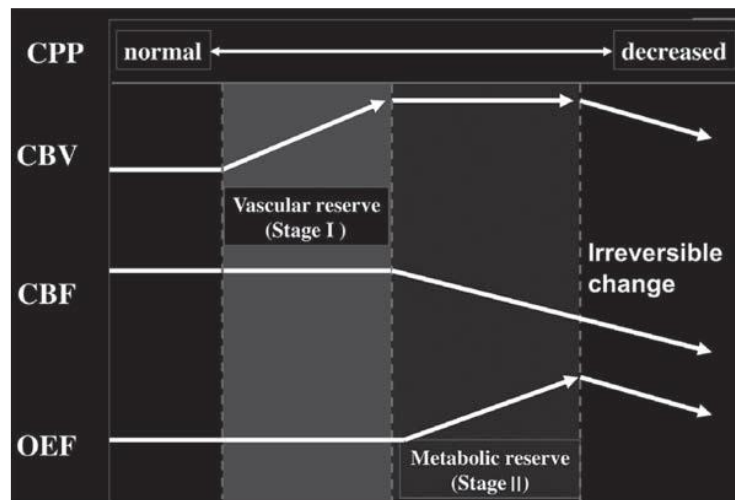 CPP normal decreased
CBV
Vascular reserve
(Stage I)
CBF
Irreversible
change
OEF
Metabolic reserve
(Stage II)